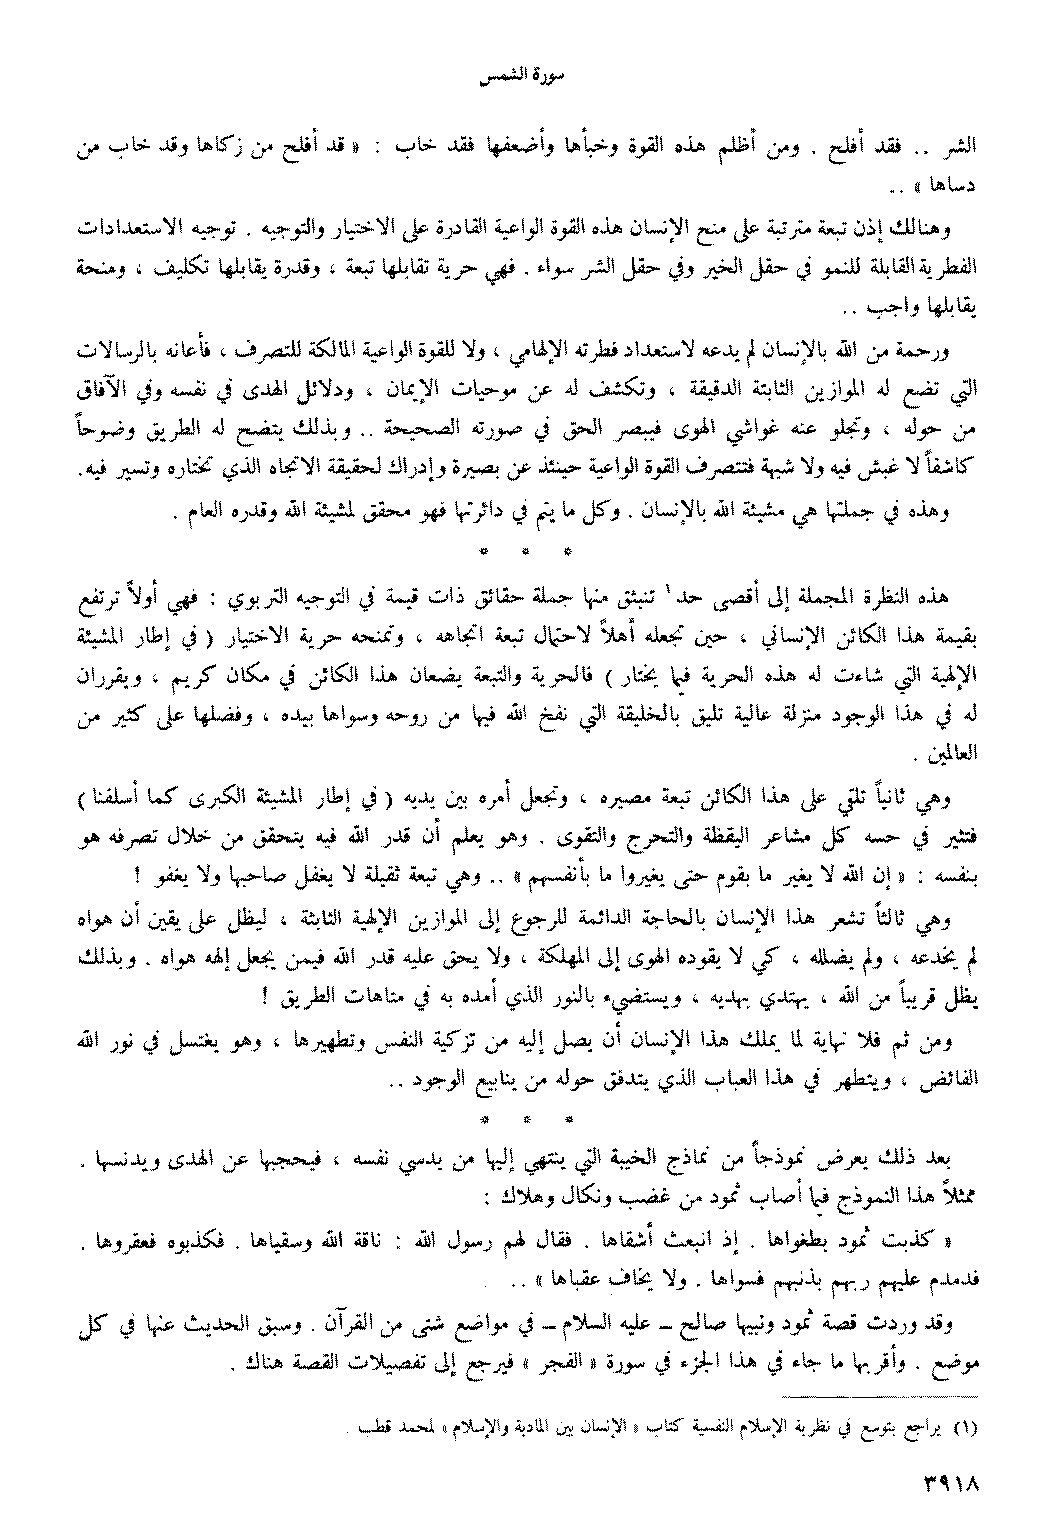 سورة الشمس
الشر .. فقد أفلح . ومن أظلم هذه القوة وخبأها وأضعفها فقد خاب : « قد أفلح من زكاها وقد خاب من
دساها » ..
وهنالك إذن تبعة مترتبة على منح الإنسان هذه القوة الواعية القادرة على الاختيار والتوجيه . توجيه الاستعدادات
الفطرية القابلة للنمو في حقل الخير وفي حقل الشر سواء . فهي حرية تقابلها تبعة ، وقدرة يقابلها تكليف ، ومنحة
يقابلها واجب ..
ورحمة من الله بالإنسان لم يدعه لاستعداد فطرته الإلهامي ، ولا للقوة الواعية المالكة للتصرف ، فأعانه بالرسالات
التي تضع له الموازين الثابتة الدقيقة ، وتكشف له عن موحيات الإيمان ، ودلائل الهدى في نفسه وفي الآفاق
من حوله ، وتجلو عنه غواشي الهوى فيبصر الحق في صورته الصحيحة .. وبذلك يتضح له الطريق وضوحاً
كاشفاً لا غبش فيه ولا شبهة فتتصرف القوة الواعية حينئذ عن بصيرة وإدراك لحقيقة الاتجاه الذي تختاره وتسير فيه.
وهذه في جملتها هي مشيئة الله بالإنسان . وكل ما يتم في دائرتها فهو محقق لمشيئة الله وقدره العام .
* * *
هذه النظرة المجملة إلى أقصى حد¹ تنبثق منها جملة حقائق ذات قيمة في التوجيه التربوي : فهي أولاً ترتفع
بقيمة هذا الكائن الإنساني ، حين تجعله أهلاً لاحتمال تبعة اتجاهه ، وتمنحه حرية الاختيار ( في إطار المشيئة
الإلهية التي شاءت له هذه الحرية فيما يختار ) فالحرية والتبعة يضعان هذا الكائن في مكان كريم ، ويقرران
له في هذا الوجود منزلة عالية تليق بالخليقة التي نفخ الله فيها من روحه وسواها بيده ، وفضلها على كثير من
العالمين .
وهي ثانياً تلقي على هذا الكائن تبعة مصيره ، وتجعل أمره بين يديه ( في إطار المشيئة الكبرى كما أسلفنا )
فتثير في حسه كل مشاعر اليقظة والتحرج والتقوى . وهو يعلم أن قدر الله فيه يتحقق من خلال تصرفه هو
بنفسه : « إن الله لا يغير ما بقوم حتى يغيروا ما بأنفسهم » .. وهي تبعة ثقيلة لا يغفل صاحبها ولا يغفو !
وهي ثالثاً تشعر هذا الإنسان بالحاجة الدائمة للرجوع إلى الموازين الإلهية الثابتة ، ليظل على يقين أن هواه
لم يخدعه ، ولم يضلله ، كي لا يقوده الهوى إلى المهلكة ، ولا يحق عليه قدر الله فيمن يجعل إلهه هواه . وبذلك
يظل قريباً من الله ، يهتدي بهديه ، ويستضيء بالنور الذي أمده به في متاهات الطريق !
ومن ثم فلا نهاية لما يملك هذا الإنسان أن يصل إليه من تزكية النفس وتطهيرها ، وهو يغتسل في نور الله
الفائض ، ويتطهر في هذا العباب الذي يتدفق حوله من ينابيع الوجود ..
* * *
بعد ذلك يعرض نموذجاً من نماذج الخيبة التي ينتهي إليها من يدسي نفسه ، فيحجبها عن الهدى ويدنسها .
ممثلاً هذا النموذج فيما أصاب ثمود من غضب ونكال وهلاك :
« كذبت ثمود بطغواها . إذ انبعث أشقاها . فقال لهم رسول الله : ناقة الله وسقياها . فكذبوه فعقروها .
فدمدم عليهم ربهم بذنبهم فسواها . ولا يخاف عقباها » ..
وقد وردت قصة ثمود ونبيها صالح – عليه السلام – في مواضع شتى من القرآن . وسبق الحديث عنها في كل
موضع . وأقربها ما جاء في هذا الجزء في سورة « الفجر » فيرجع إلى تفصيلات القصة هناك .
(١) يراجع بتوسع في نظرية الإسلام النفسية كتاب « الإنسان بين المادية والإسلام » لمحمد قطب .
٣٩١٨